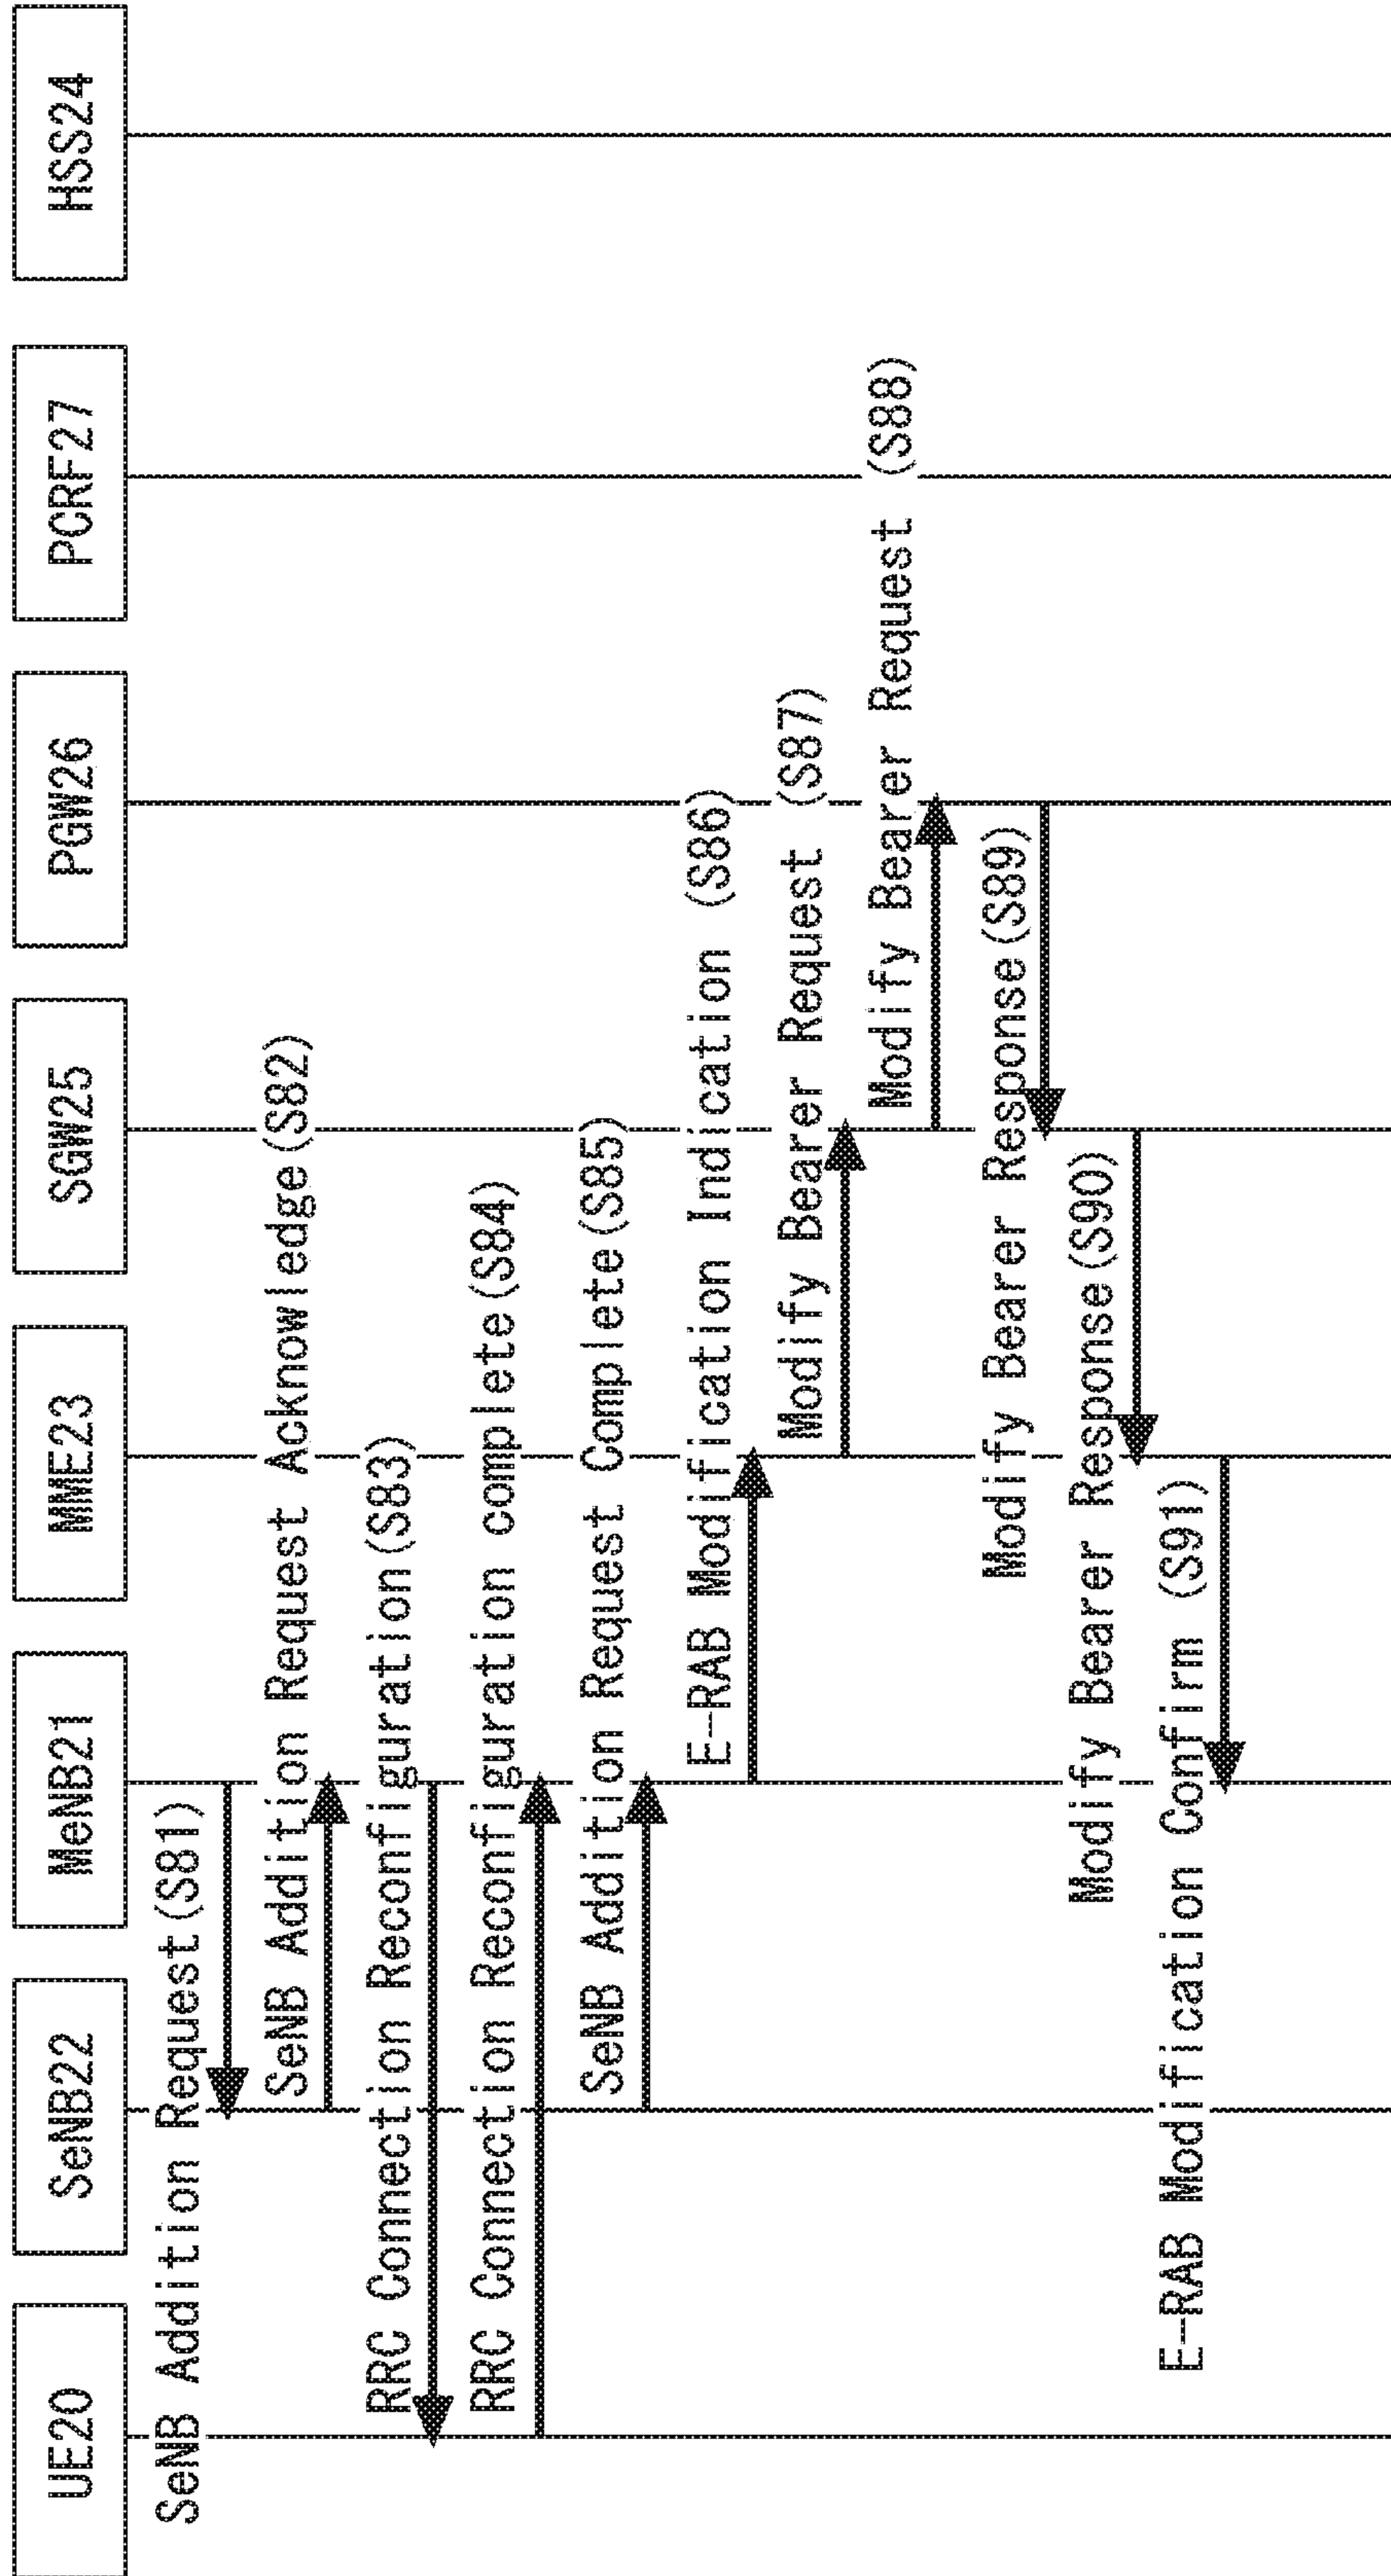 UE20
SeNB22
MeNB21
MME23
SGW25
PGW26
PCRF27
HSS24
SeNB Addition Request(S81)
SeNB Addition Request Acknowledge(S82)
RRC Connection Reconfiguration(S83)
RRC Connection Reconfiguration complete(S84)
SeNB Addition Request Complete(S85)
E-RAB Modification Indication (S86)
Modify Bearer Request (S87)
Modify Bearer Request (S88)
Modify Bearer Response(S89)
Modify Bearer Response(S90)
E-RAB Modification Confirm (S91)